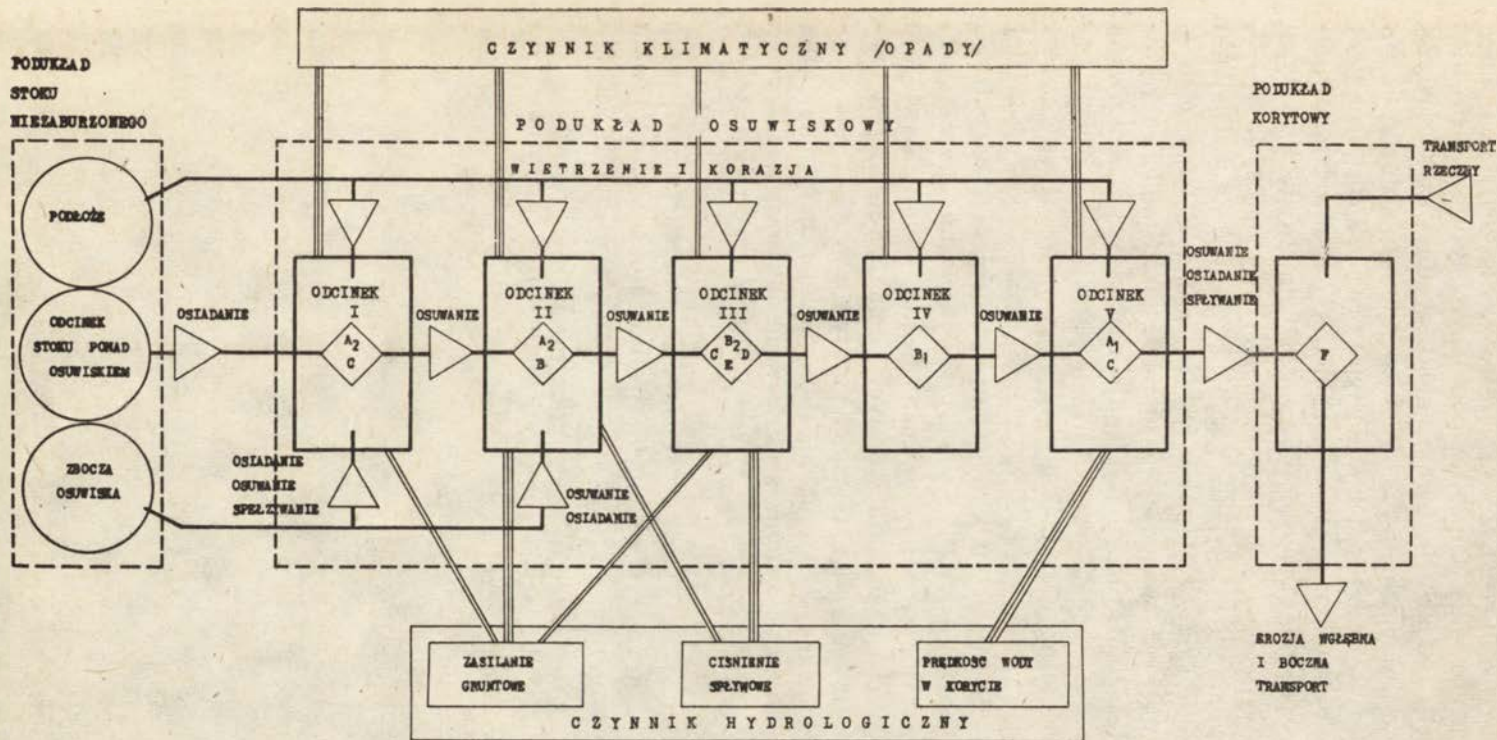 CZYNNIK KLIMATYCZNY /OPADY/
PODUKŁAD
STOKU
NIEZABURZONEGO
PODUKŁAD OSUWISKOWY
PODUKŁAD
KORYTOWY
WIETRZENIE I KORAZJA
TRANSPORT
RZECZNY
PODŁOŻE
ODCINEK
STOKU PONAD
OSUWISKIEM
ZBOCZA
OSUWISKA
OSIADANIE
ODCINEK
I
A2
C
OSUWANIE
ODCINEK
II
A2
B
OSUWANIE
ODCINEK
III
B2
C D
E
OSUWANIE
ODCINEK
IV
B1
OSUWANIE
ODCINEK
V
A1
C
OSUWANIE
OSIADANIE
SPŁYWANIE
F
OSIADANIE
OSUWANIE
SPEŁZYWANIE
OSUWANIE
OSIADANIE
ZASILANIE
GRUNTOWE
CIŚNIENIE
SPŁYWOWE
PRĘDKOŚĆ WODY
W KORYCIE
EROZJA WGŁĘBNA
I BOCZNA
TRANSPORT
CZYNNIK HYDROLOGICZNY